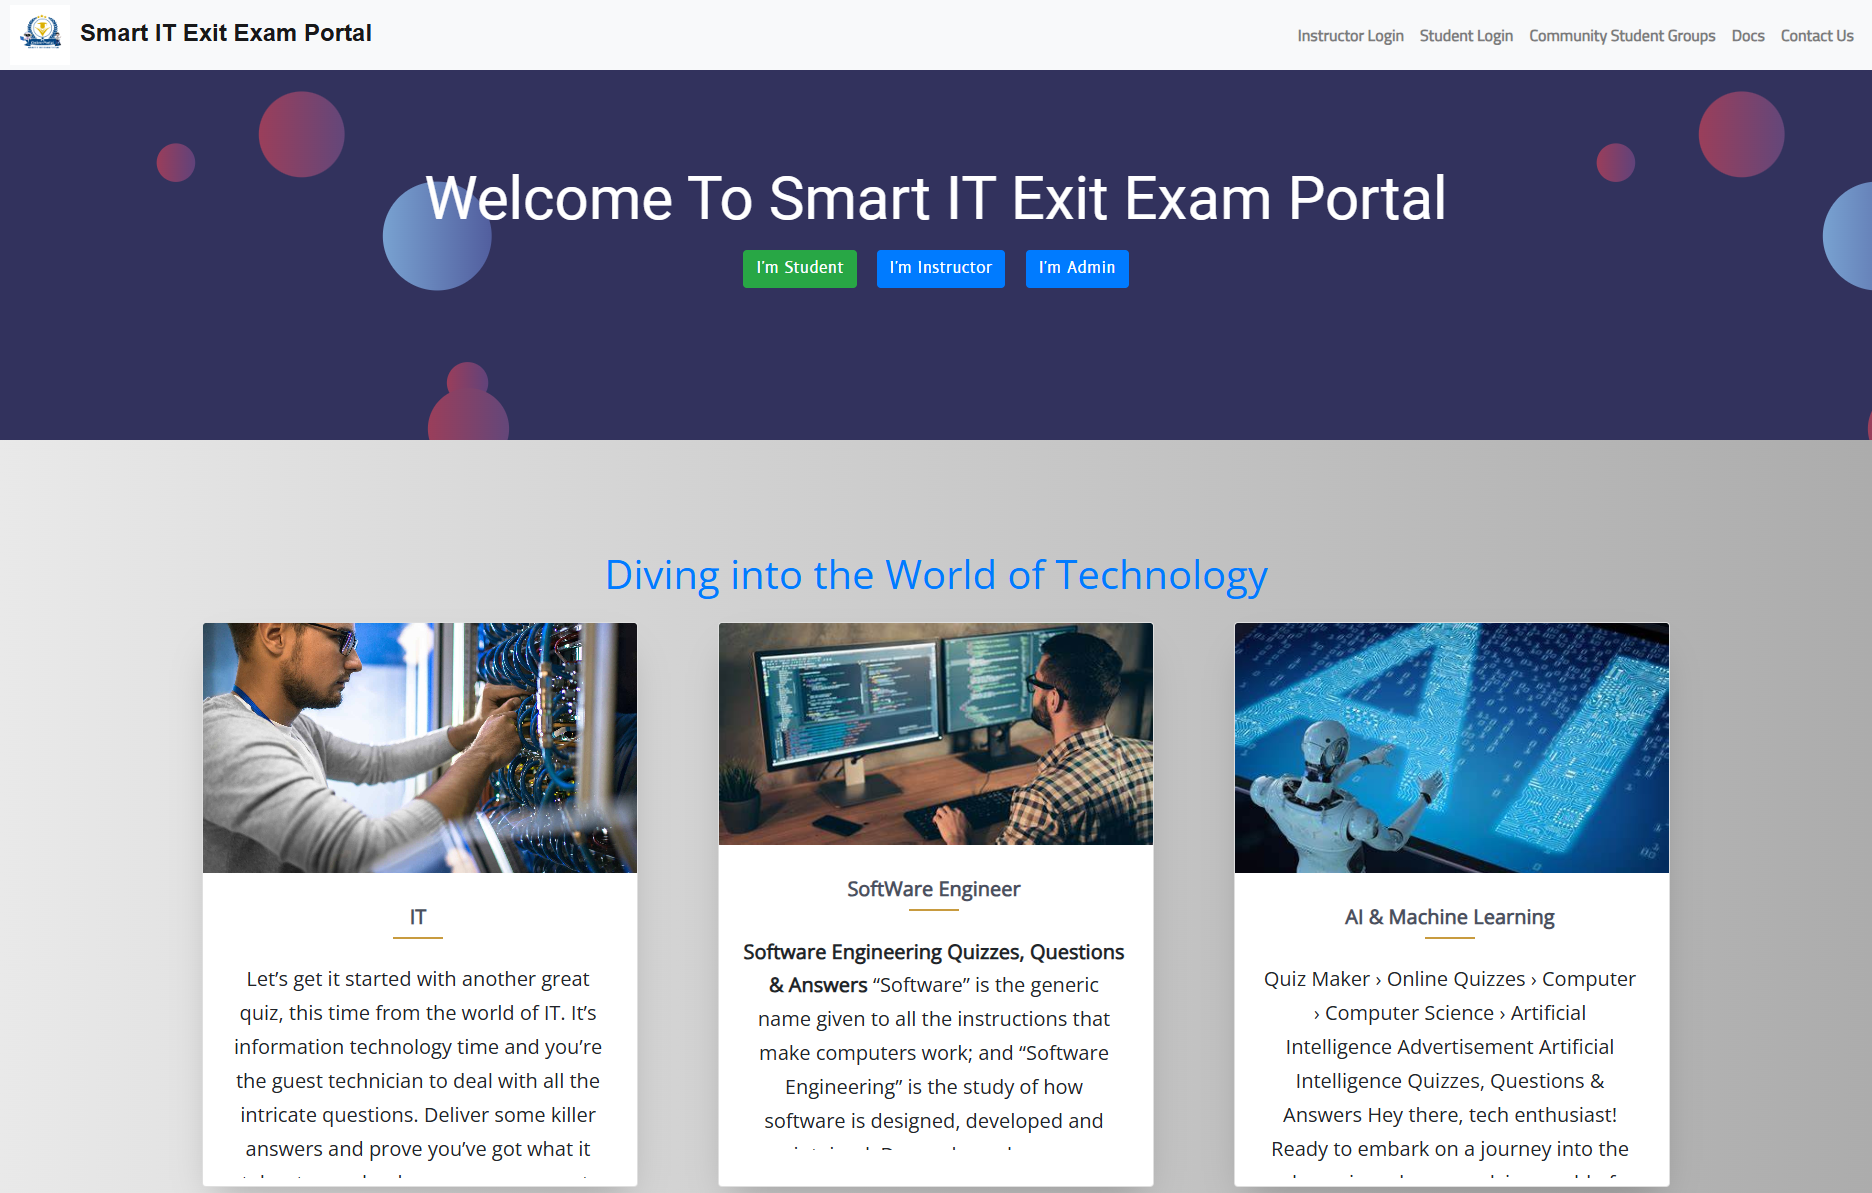 Smart IT Exit Exam Portal
Instructor Login Student Login Community Student Groups Docs Contact Us
Welcome To Smart IT Exit Exam Portal
I'm Student I'm Instructor I'm Admin
Diving into the World of Technology
IT
Let’s get it started with another great
quiz, this time from the world of IT. It’s
information technology time and you’re
the guest technician to deal with all the
intricate questions. Deliver some killer
answers and prove you’ve got what it
SoftWare Engineer
Software Engineering Quizzes, Questions
& Answers “Software” is the generic
name given to all the instructions that
make computers work; and “Software
Engineering” is the study of how
software is designed, developed and
AI
AI & Machine Learning
Quiz Maker › Online Quizzes › Computer
› Computer Science › Artificial
Intelligence Advertisement Artificial
Intelligence Quizzes, Questions &
Answers Hey there, tech enthusiast!
Ready to embark on a journey into the